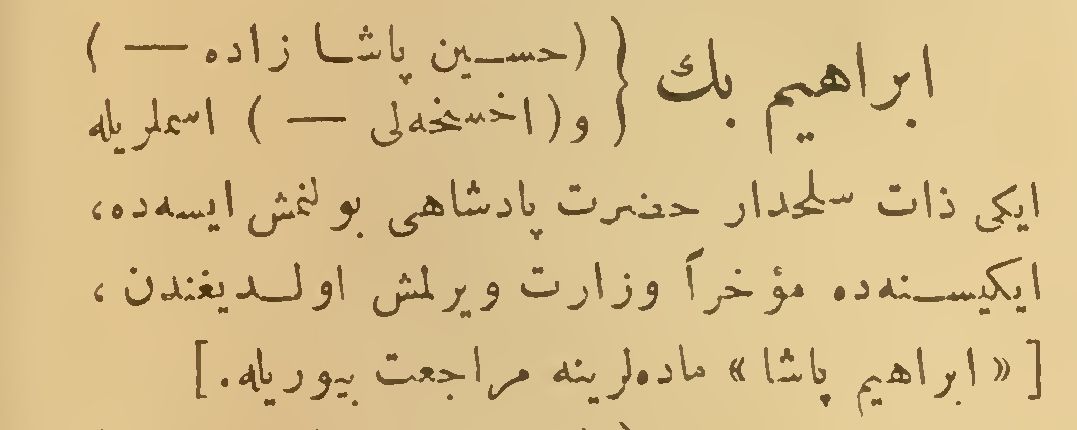 ابراهیم بك { (حسین پاشا زاده —)
و (اخسخه‌لی —) اسملریله
ایکی ذات سلحدار حضرت پادشاهی بولنمش ایسه‌ده،
ایکیسنه‌ده مؤخراً وزارت ویرلمش اولدیغندن،
[« ابراهیم پاشا » ماده‌لرینه مراجعت بیوریله.]